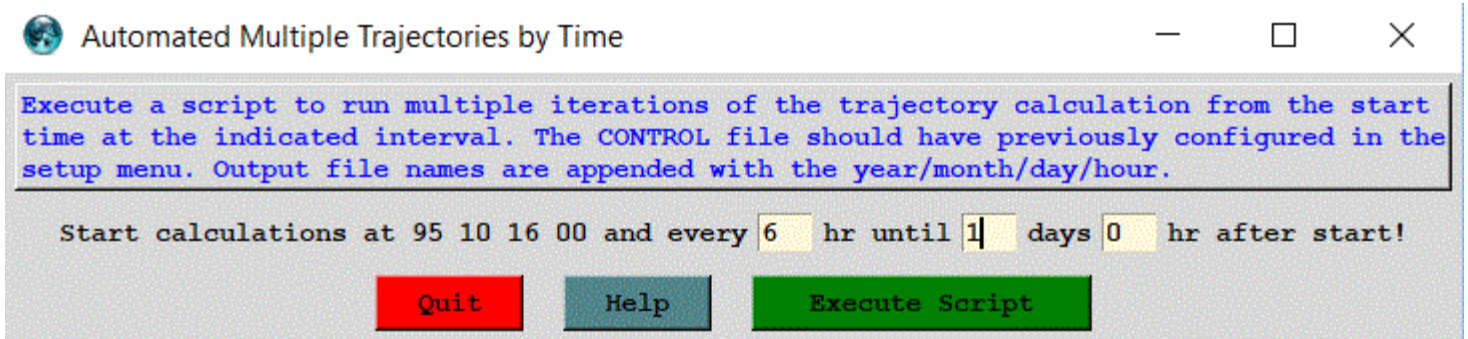 Automated Multiple Trajectories by Time
Execute a script to run multiple iterations of the trajectory calculation from the start
time at the indicated interval. The CONTROL file should have previously configured in the
setup menu. Output file names are appended with the year/month/day/hour.
Start calculations at 95 10 16 00 and every 6 hr until 1 days 0 hr after start!
Quit Help Execute Script